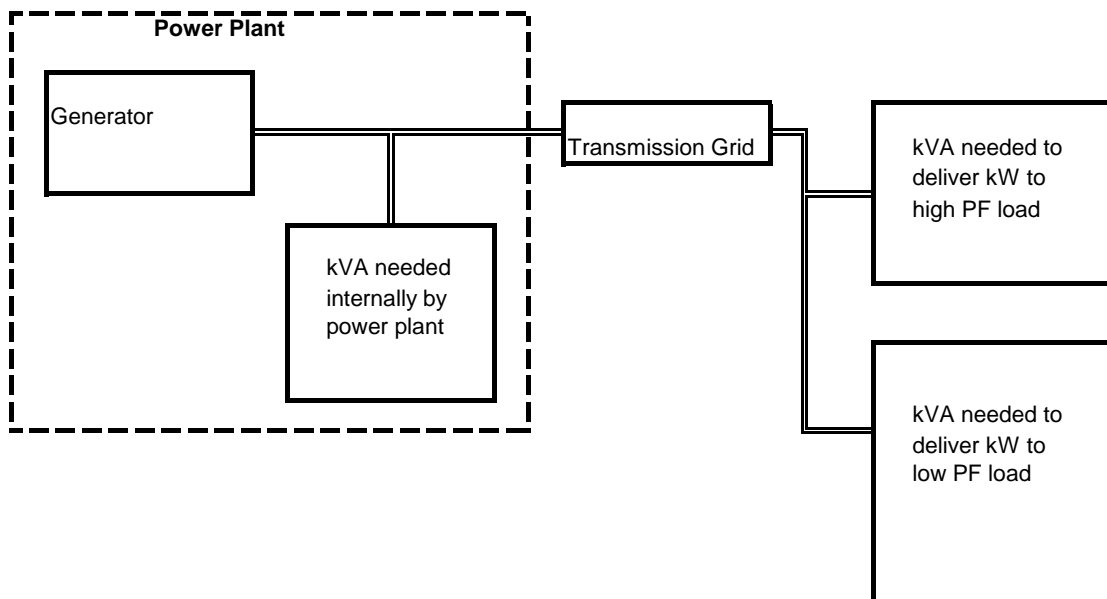 Power Plant
Generator
kVA needed
internally by
power plant
Transmission Grid
kVA needed to
deliver kW to
high PF load
kVA needed to
deliver kW to
low PF load